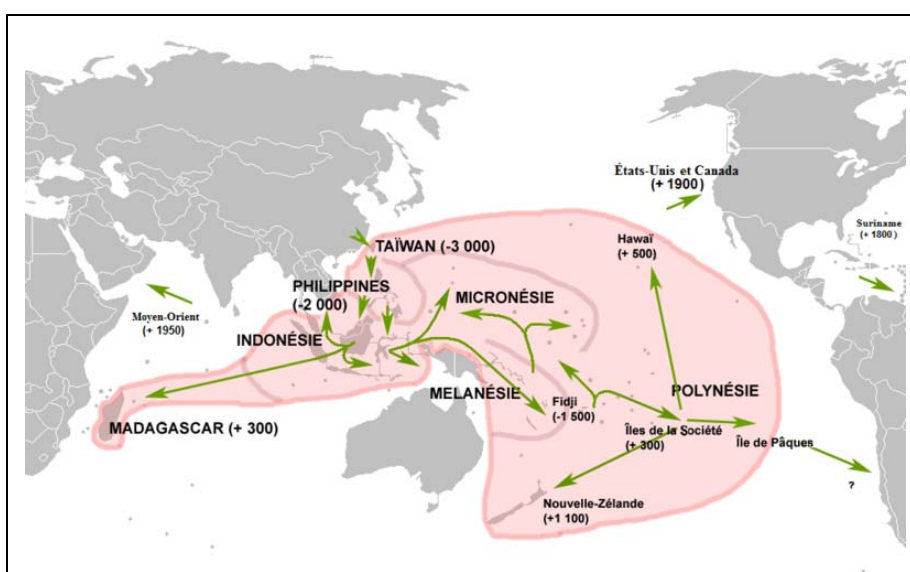 États-Unis et Canada
(+ 1900)
Suriname
(+ 1800)
Hawaï
(+ 500)
TAÏWAN (-3 000)
PHILIPPINES
(-2 000)
MICRONÉSIE
Moyen-Orient
(+ 1950)
INDONÉSIE
MELANÉSIE
Fidji
(-1 500)
POLYNÉSIE
Îles de la Société
(+ 300)
Île de Pâques
MADAGASCAR (+ 300)
?
Nouvelle-Zélande
(+1 100)